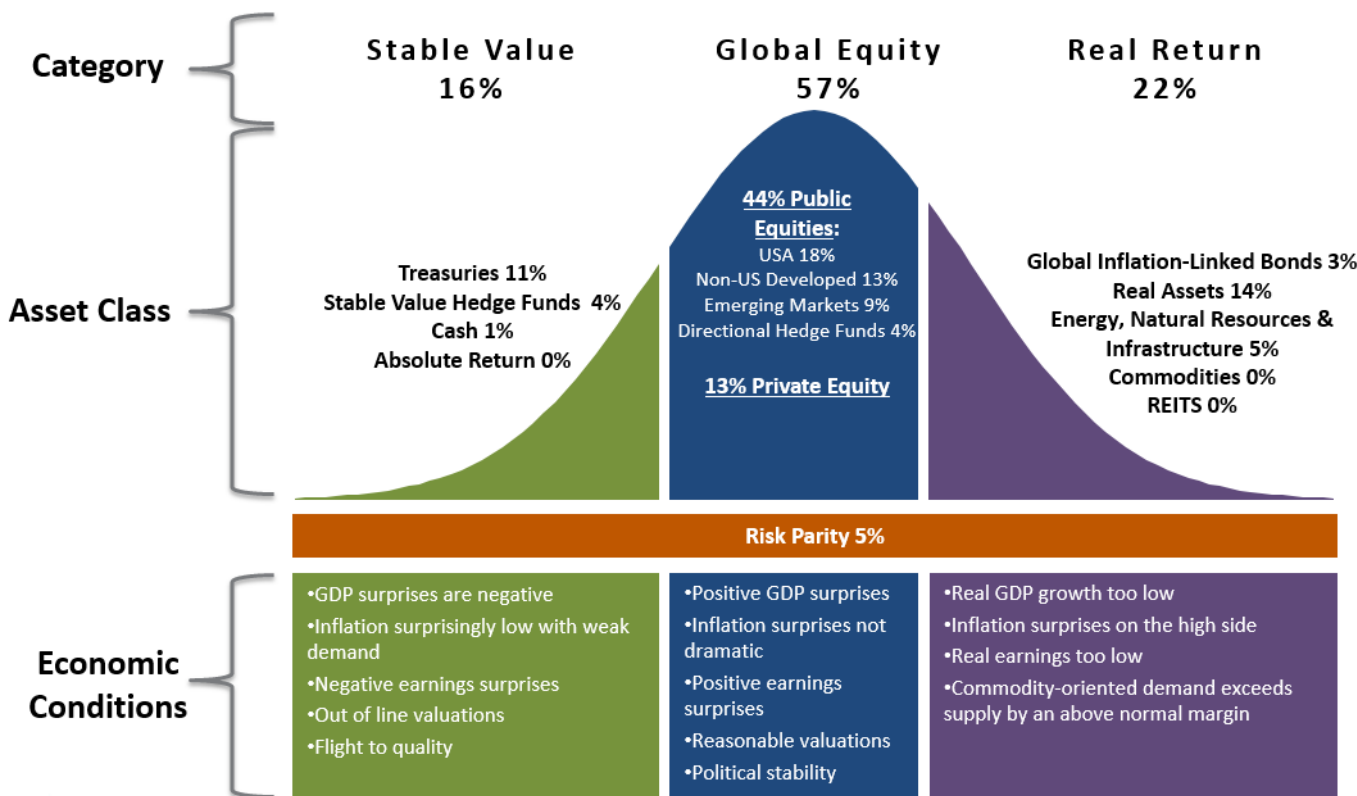 Category
Stable Value
16%
Global Equity
57%
Real Return
22%
Asset Class
Treasuries 11%
Stable Value Hedge Funds 4%
Cash 1%
Absolute Return 0%
44% Public
Equities:
USA 18%
Non-US Developed 13%
Emerging Markets 9%
Directional Hedge Funds 4%
13% Private Equity
Global Inflation-Linked Bonds 3%
Real Assets 14%
Energy, Natural Resources &
Infrastructure 5%
Commodities 0%
REITS 0%
Risk Parity 5%
Economic
Conditions
•GDP surprises are negative
•Inflation surprisingly low with weak
demand
•Negative earnings surprises
•Out of line valuations
•Flight to quality
•Positive GDP surprises
•Inflation surprises not
dramatic
•Positive earnings
surprises
•Reasonable valuations
•Political stability
•Real GDP growth too low
•Inflation surprises on the high side
•Real earnings too low
•Commodity-oriented demand exceeds
supply by an above normal margin